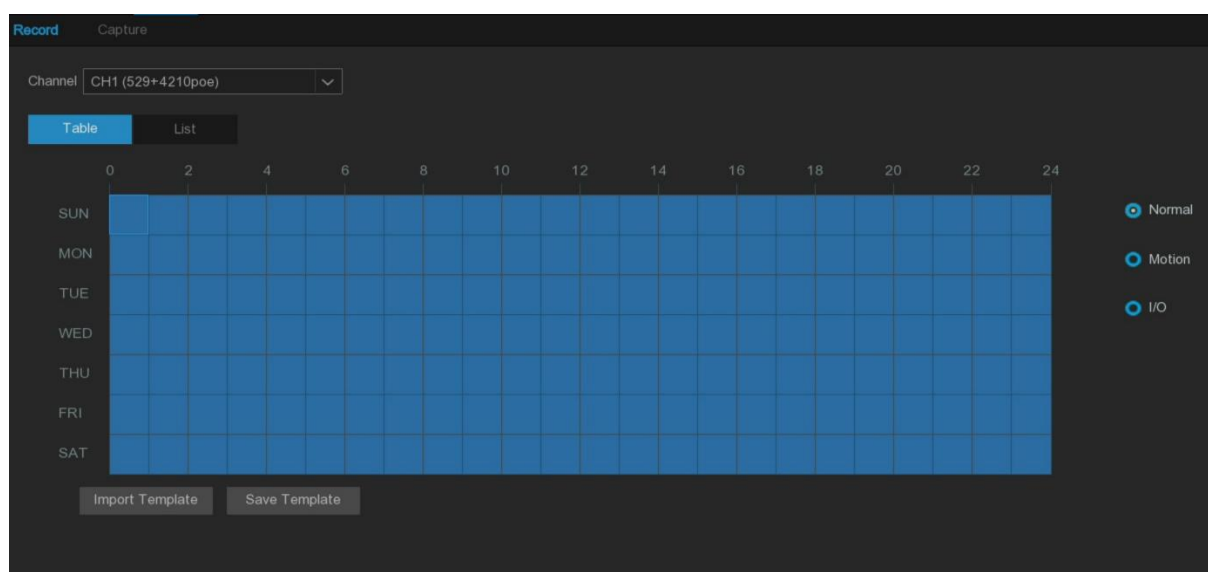 Record Capture
Channel CH1 (529+4210poe)
Table List
0 2 4 6 8 10 12 14 16 18 20 22 24
SUN Normal
MON Motion
TUE I/O
WED
THU
FRI
SAT
Import Template Save Template